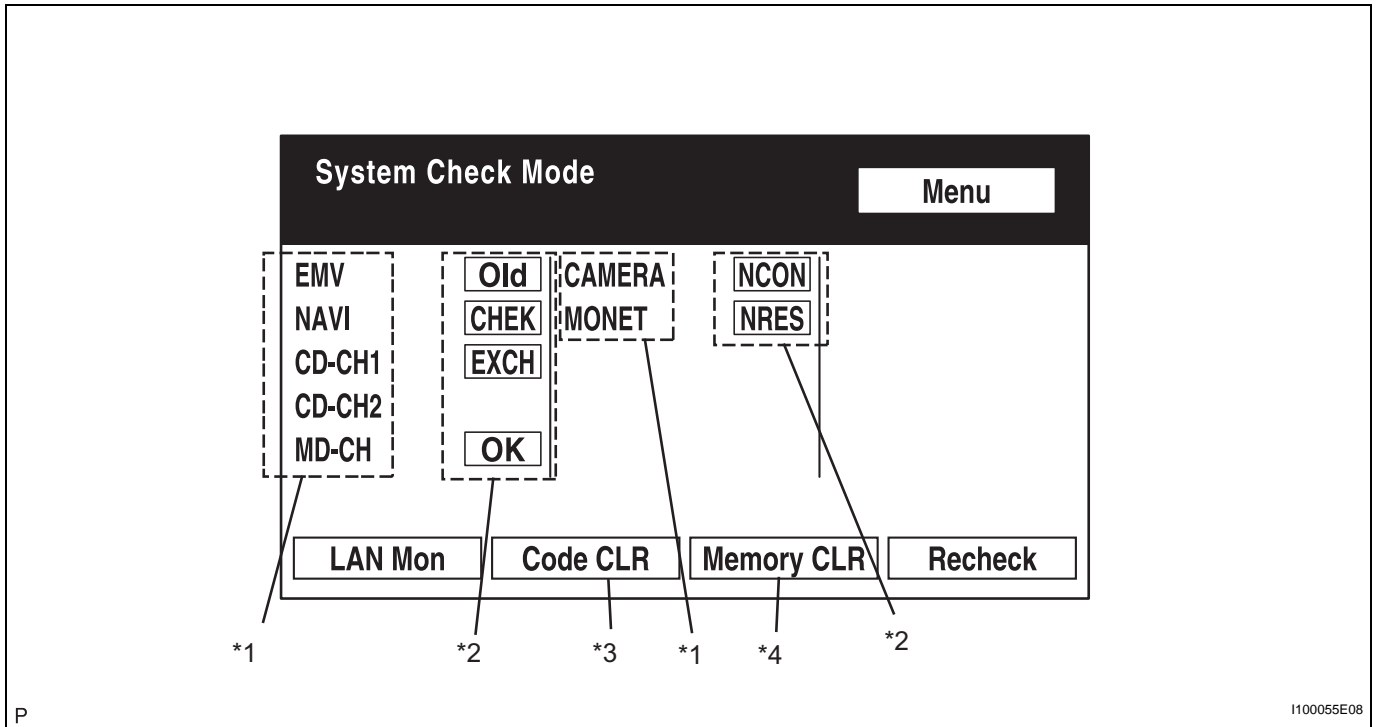 System Check Mode Menu
EMV Old CAMERA NCON
NAVI CHEK MONET NRES
CD-CH1 EXCH
CD-CH2
MD-CH OK
LAN Mon Code CLR Memory CLR Recheck
*1 *2 *3 *1 *4 *2
P I100055E08